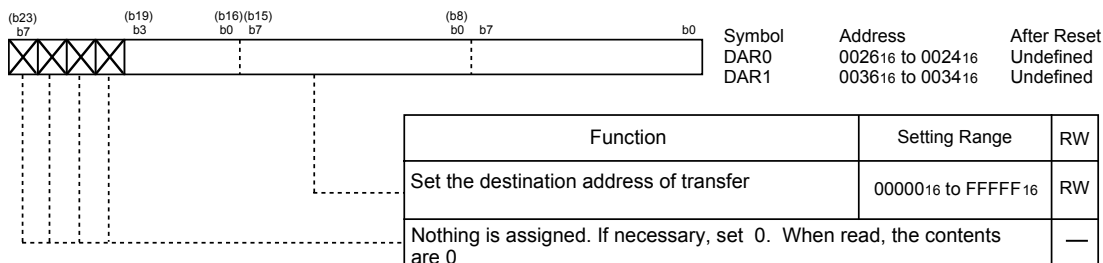 (b23) (b19) (b16)(b15) (b8)
b7 b3 b0 b7 b0 b7 b0
Symbol Address After Reset
DAR0 002616 to 002416 Undefined
DAR1 003616 to 003416 Undefined
Function Setting Range RW
Set the destination address of transfer 0000016 to FFFFF16 RW
Nothing is assigned. If necessary, set 0. When read, the contents —
are 0